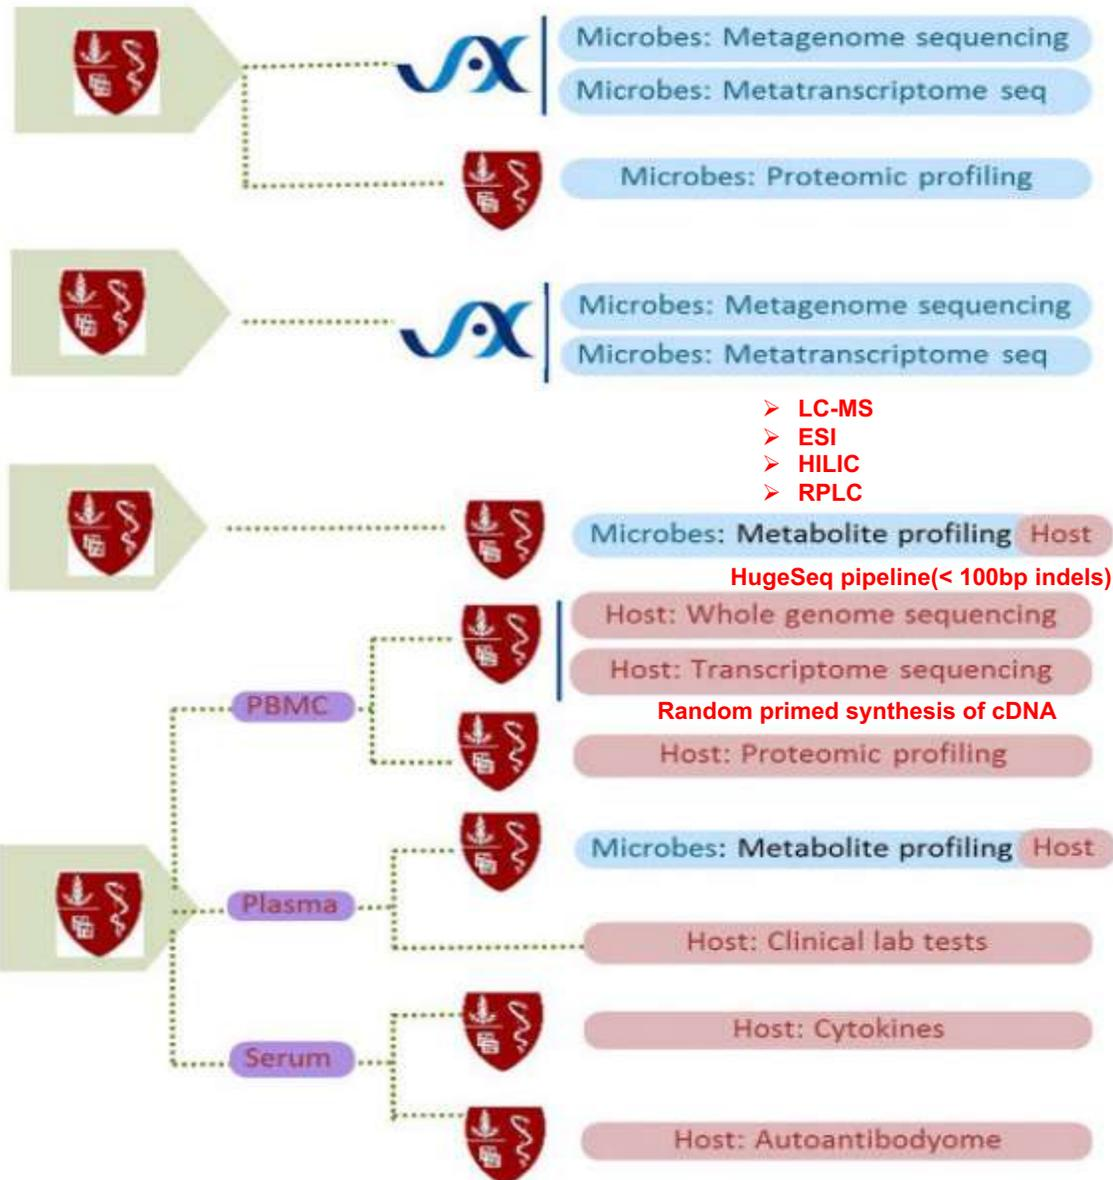 Microbes: Metagenome sequencing
Microbes: Metatranscriptome seq
Microbes: Proteomic profiling
Microbes: Metagenome sequencing
Microbes: Metatranscriptome seq
➢ LC-MS
➢ ESI
➢ HILIC
➢ RPLC
Microbes: Metabolite profiling Host
HugeSeq pipeline(< 100bp indels)
Host: Whole genome sequencing
Host: Transcriptome sequencing
PBMC
Random primed synthesis of cDNA
Host: Proteomic profiling
Microbes: Metabolite profiling Host
Plasma
Host: Clinical lab tests
Host: Cytokines
Serum
Host: Autoantibodyome